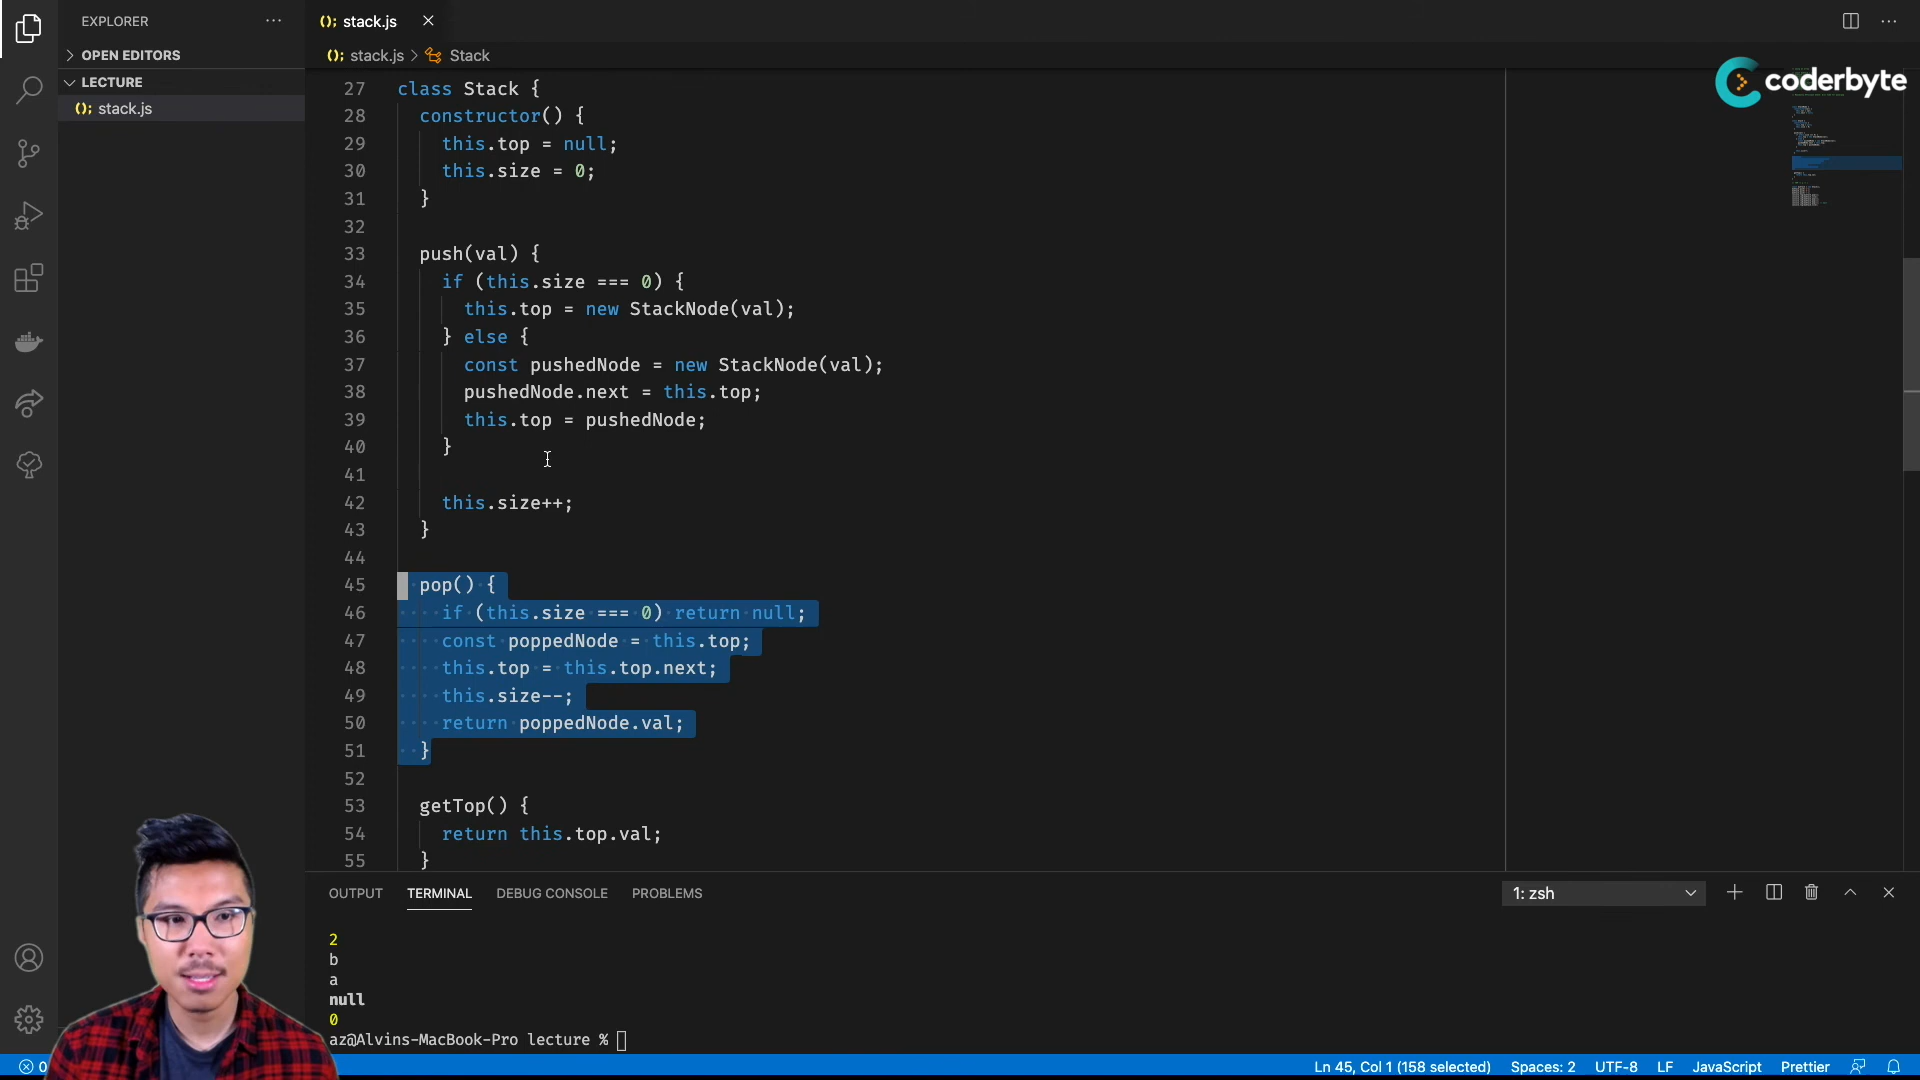 EXPLORER
OPEN EDITORS
LECTURE
stack.js
stack.js
stack.js > Stack
coderbyte
27 class Stack {
28 constructor() {
29 this.top = null;
30 this.size = 0;
31 }
32
33 push(val) {
34 if (this.size === 0) {
35 this.top = new StackNode(val);
36 } else {
37 const pushedNode = new StackNode(val);
38 pushedNode.next = this.top;
39 this.top = pushedNode;
40 }
41
42 this.size++;
43 }
44
45 pop() {
46 if (this.size === 0) return null;
47 const poppedNode = this.top;
48 this.top = this.top.next;
49 this.size--;
50 return poppedNode.val;
51 }
52
53 getTop() {
54 return this.top.val;
55 }
OUTPUT TERMINAL DEBUG CONSOLE PROBLEMS
1: zsh
2
b
a
null
0
az@Alvins-MacBook-Pro lecture %
0
Ln 45, Col 1 (158 selected) Spaces: 2 UTF-8 LF JavaScript Prettier